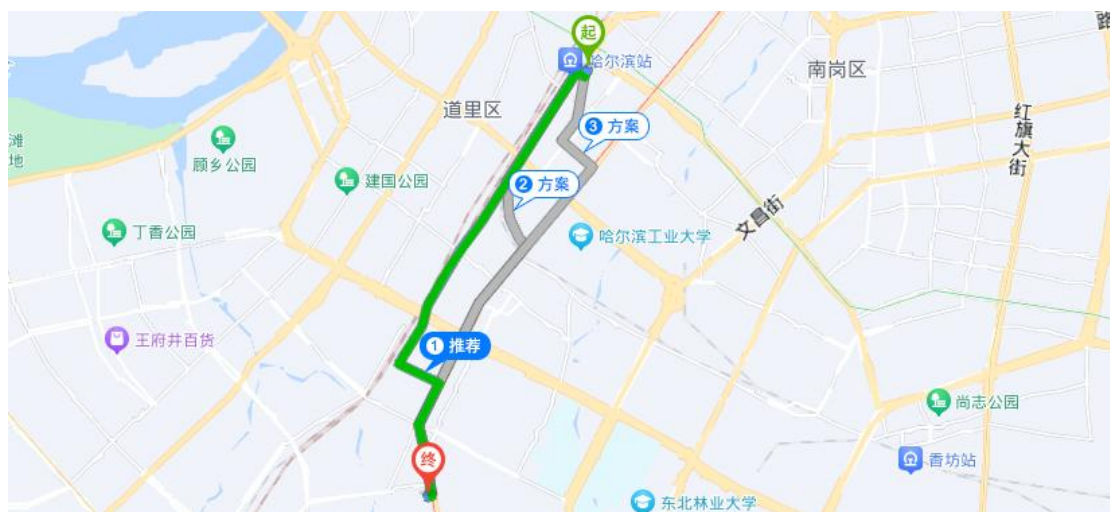 路
起
哈尔滨站
南岗区
道里区
红旗大街
3 方案
滩
地
顾乡公园
建国公园
2 方案
丁香公园
文昌街
哈尔滨工业大学
王府井百货
1 推荐
尚志公园
终
香坊站
东北林业大学